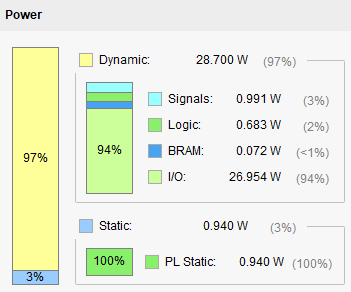 Power
Dynamic: 28.700 W (97%)
Signals: 0.991 W (3%)
Logic: 0.683 W (2%)
97% 94% BRAM: 0.072 W (<1%)
I/O: 26.954 W (94%)
Static: 0.940 W (3%)
100% PL Static: 0.940 W (100%)
3%